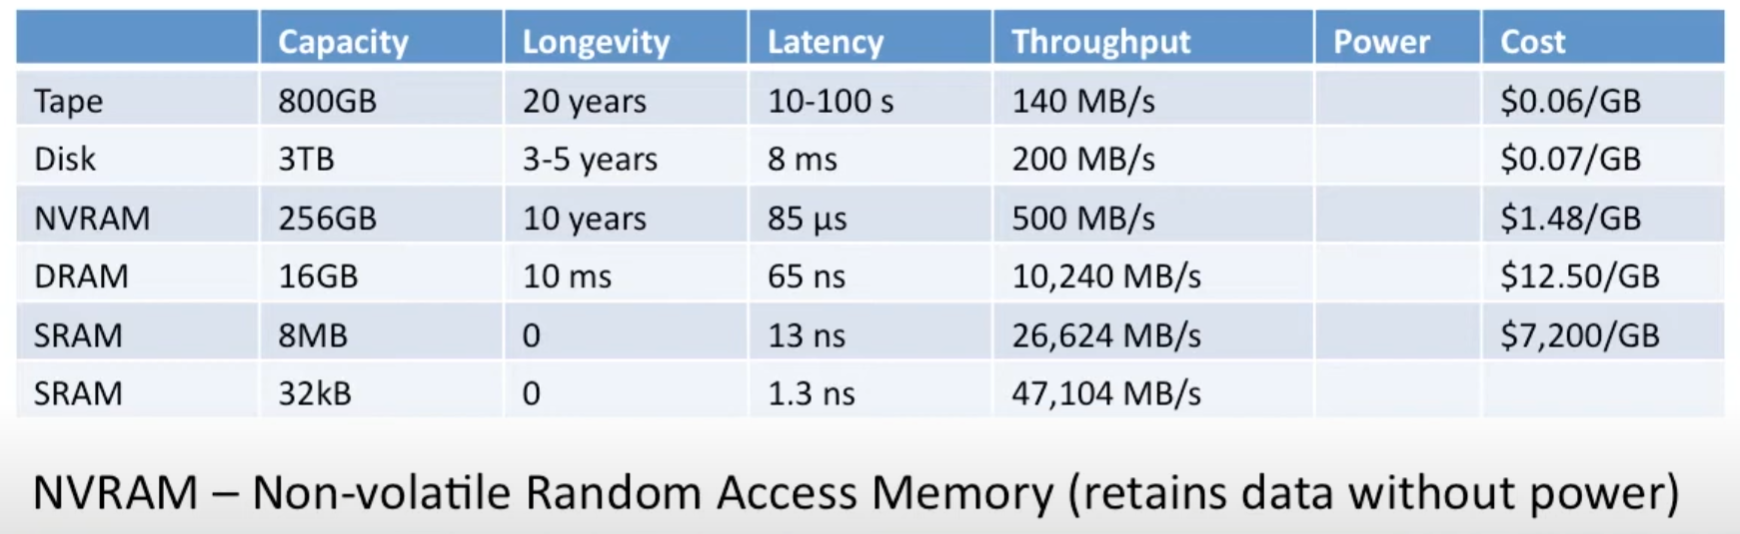 Capacity Longevity Latency Throughput Power Cost
Tape 800GB 20 years 10-100 s 140 MB/s $0.06/GB
Disk 3TB 3-5 years 8 ms 200 MB/s $0.07/GB
NVRAM 256GB 10 years 85 µs 500 MB/s $1.48/GB
DRAM 16GB 10 ms 65 ns 10,240 MB/s $12.50/GB
SRAM 8MB 0 13 ns 26,624 MB/s $7,200/GB
SRAM 32kB 0 1.3 ns 47,104 MB/s
NVRAM – Non-volatile Random Access Memory (retains data without power)